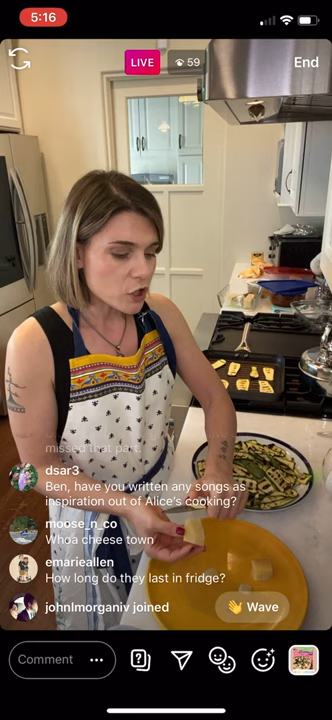 5:16
LIVE
59
End
missed that part.
dsar3
Ben, have you written any songs as
inspiration out of Alice's cooking?
moose_n_co
Whoa cheese town
emarieallen
How long do they last in fridge?
johnlmorganiv joined
👋 Wave
Comment